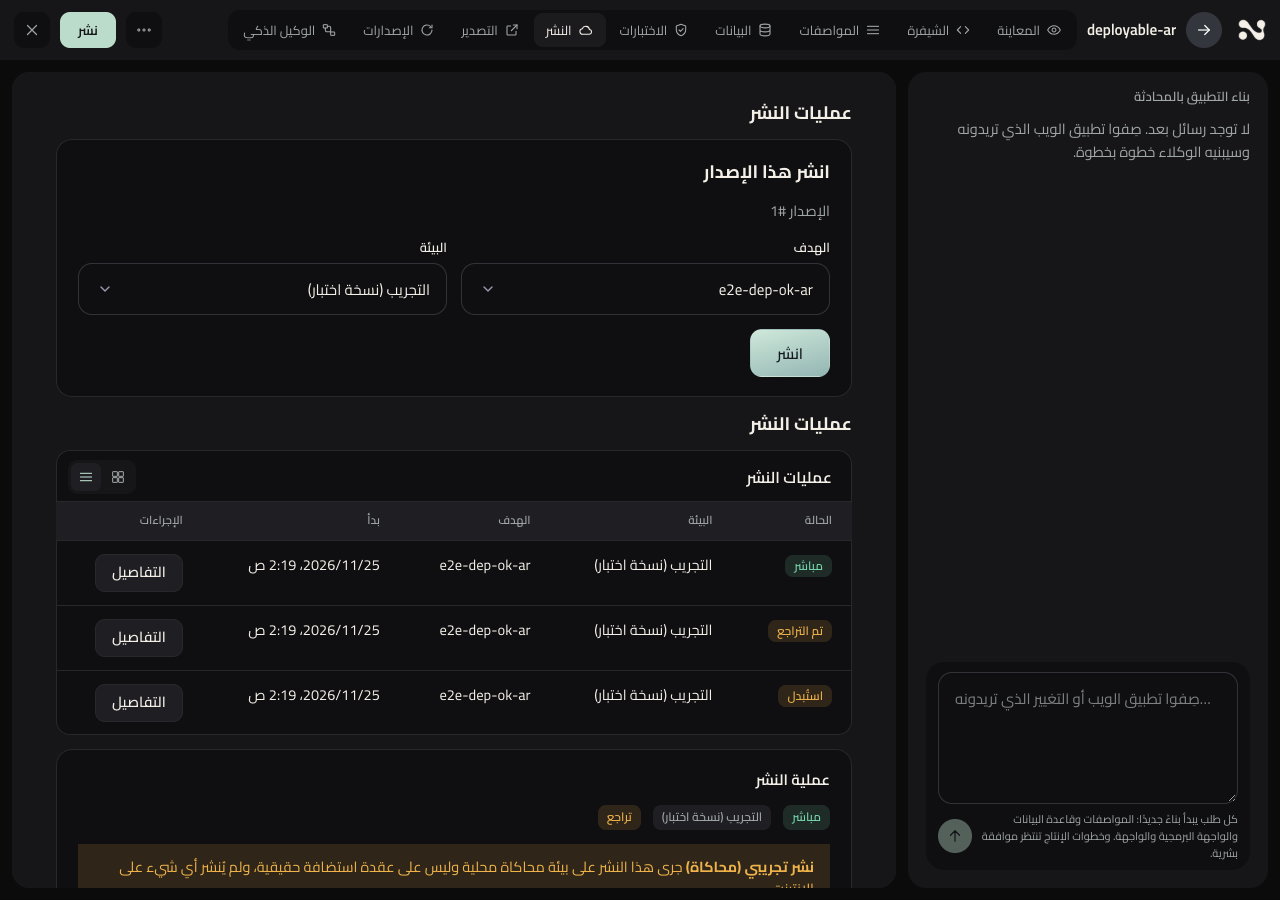 deployable-ar
المعاينة
الشيفرة
المواصفات
البيانات
الاختبارات
النشر
التصدير
الإصدارات
الوكيل الذكي
نشر
بناء التطبيق بالمحادثة
لا توجد رسائل بعد. صِفوا تطبيق الويب الذي تريدونه
وسيبنيه الوكلاء خطوة بخطوة.
صِفوا تطبيق الويب أو التغيير الذي تريدونه...
كل طلب يبدأ بناءً جديدًا: المواصفات وقاعدة البيانات
والواجهة البرمجية والواجهة. وخطوات الإنتاج تنتظر موافقة
بشرية.
عمليات النشر
انشر هذا الإصدار
الإصدار #1
الهدف
البيئة
e2e-dep-ok-ar
التجريب (نسخة اختبار)
انشر
عمليات النشر
عمليات النشر
الحالة البيئة الهدف بدأ الإجراءات
مباشر التجريب (نسخة اختبار) e2e-dep-ok-ar 2026/11/25، 2:19 ص التفاصيل
تم التراجع التجريب (نسخة اختبار) e2e-dep-ok-ar 2026/11/25، 2:19 ص التفاصيل
استُبدل التجريب (نسخة اختبار) e2e-dep-ok-ar 2026/11/25، 2:19 ص التفاصيل
عملية النشر
مباشر التجريب (نسخة اختبار) تراجع
نشر تجريبي (محاكاة) جرى هذا النشر على بيئة محاكاة محلية وليس على عقدة استضافة حقيقية، ولم يُنشر أي شيء على